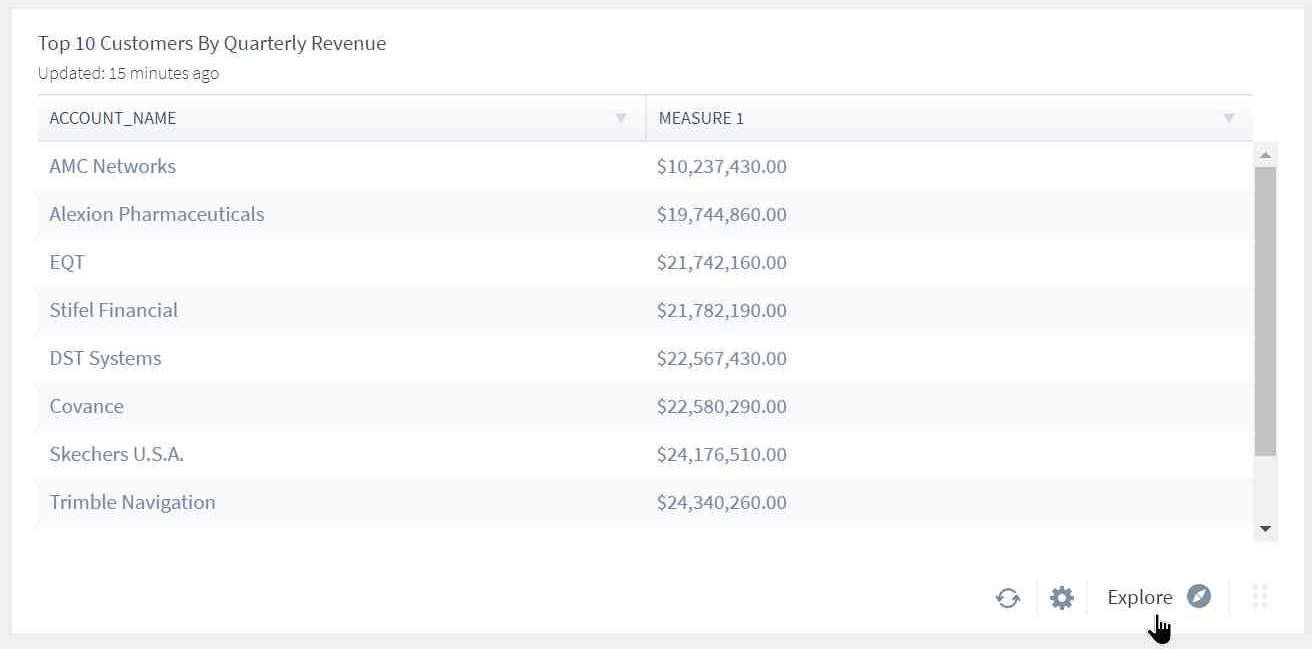 Top 10 Customers By Quarterly Revenue
Updated: 15 minutes ago
ACCOUNT_NAME MEASURE 1
AMC Networks $10,237,430.00
Alexion Pharmaceuticals $19,744,860.00
EQT $21,742,160.00
Stifel Financial $21,782,190.00
DST Systems $22,567,430.00
Covance $22,580,290.00
Skechers U.S.A. $24,176,510.00
Trimble Navigation $24,340,260.00
Explore